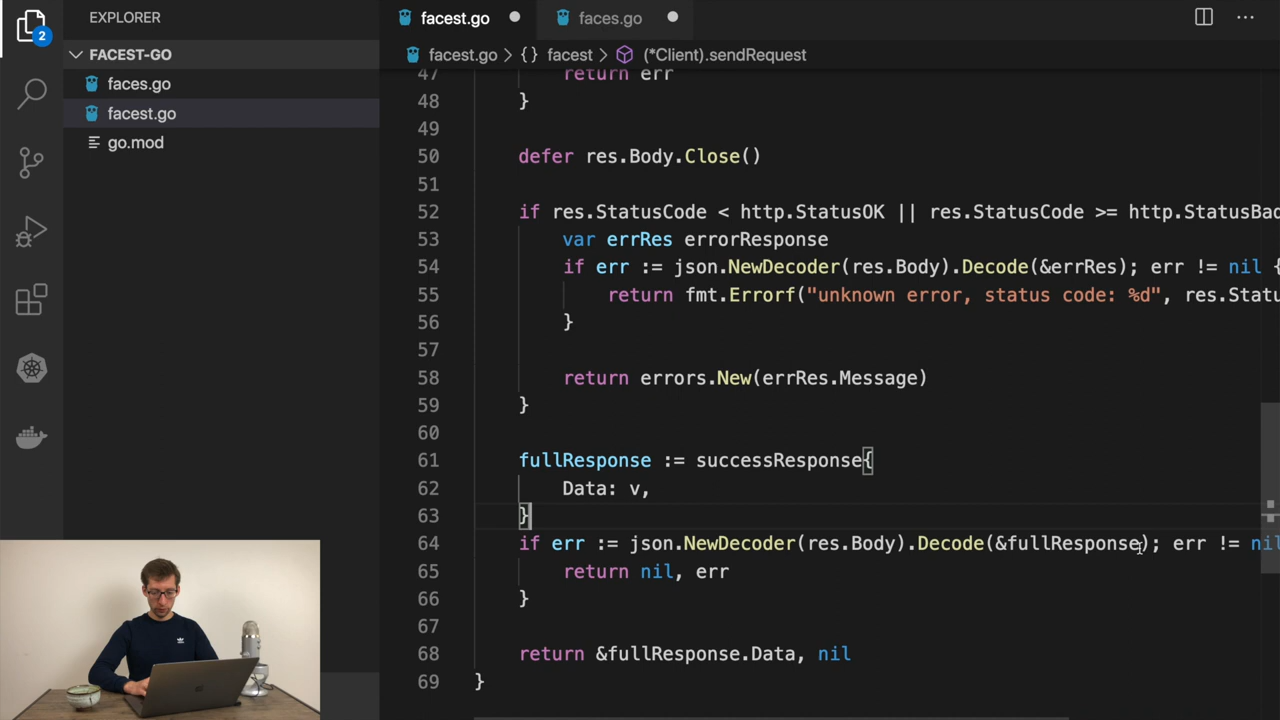 EXPLORER
2
FACEST-GO
faces.go
facest.go
go.mod
facest.go
faces.go
facest.go > {} facest > (*Client).sendRequest
47 return err
48 }
49
50 defer res.Body.Close()
51
52 if res.StatusCode < http.StatusOK || res.StatusCode >= http.StatusBad
53 var errRes errorResponse
54 if err := json.NewDecoder(res.Body).Decode(&errRes); err != nil {
55 return fmt.Errorf("unknown error, status code: %d", res.Statu
56 }
57
58 return errors.New(errRes.Message)
59 }
60
61 fullResponse := successResponse{
62 Data: v,
63 }
64 if err := json.NewDecoder(res.Body).Decode(&fullResponse); err != nil
65 return nil, err
66 }
67
68 return &fullResponse.Data, nil
69 }